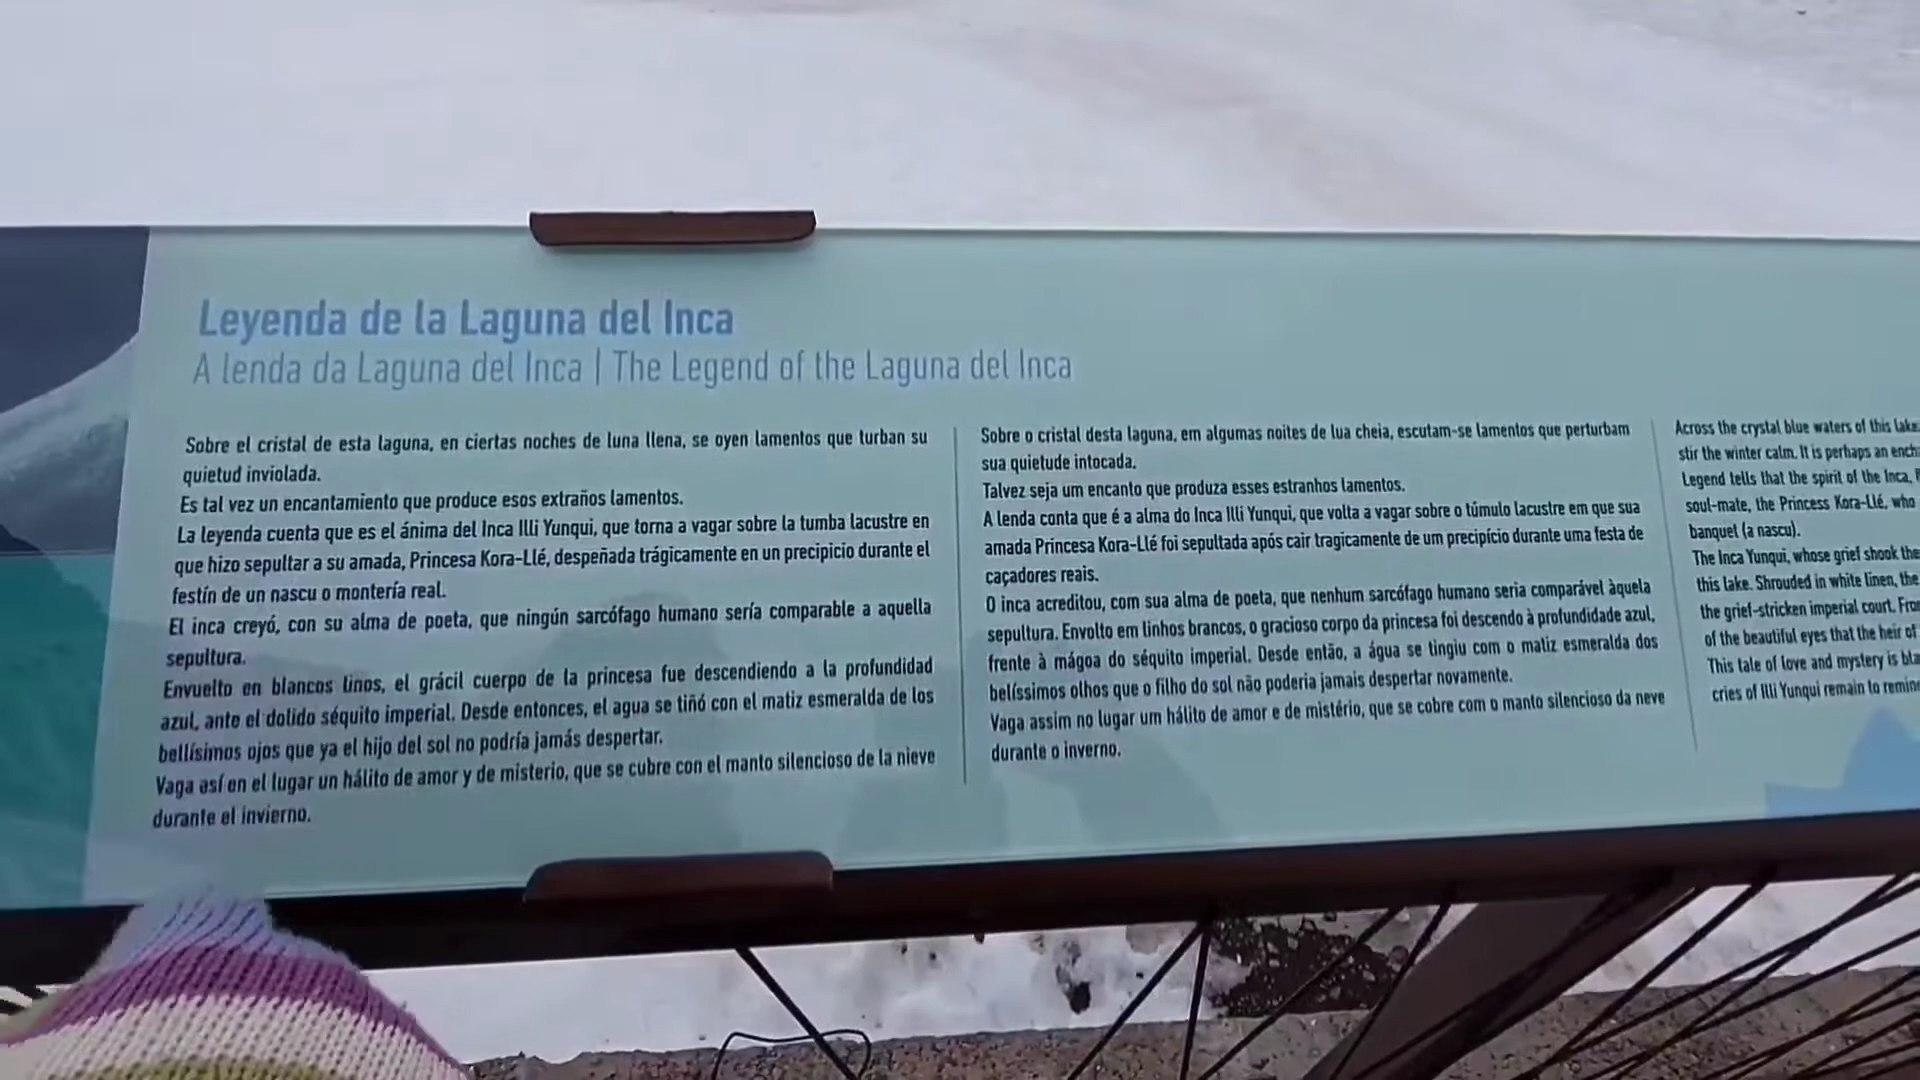 Leyenda de la Laguna del Inca
A lenda da Laguna del Inca | The Legend of the Laguna del Inca
Sobre el cristal de esta laguna, en ciertas noches de luna llena, se oyen lamentos que turban su
quietud inviolada.
Es tal vez un encantamiento que produce esos extraños lamentos.
La leyenda cuenta que es el ánima del Inca Illi Yunqui, que torna a vagar sobre la tumba lacustre en
que hizo sepultar a su amada, Princesa Kora-Llé, despeñada trágicamente en un precipicio durante el
festín de un nascu o montería real.
El inca creyó, con su alma de poeta, que ningún sarcófago humano sería comparable a aquella
sepultura.
Envuelto en blancos linos, el grácil cuerpo de la princesa fue descendiendo a la profundidad
azul, ante el dolido séquito imperial. Desde entonces, el agua se tiñó con el matiz esmeralda de los
bellísimos ojos que ya el hijo del sol no podría jamás despertar.
Vaga así en el lugar un hálito de amor y de misterio, que se cubre con el manto silencioso de la nieve
durante el invierno.
Sobre o cristal desta laguna, em algumas noites de lua cheia, escutam-se lamentos que perturbam
sua quietude intocada.
Talvez seja um encanto que produza esses estranhos lamentos.
A lenda conta que é a alma do Inca Illi Yunqui, que volta a vagar sobre o túmulo lacustre em que sua
amada Princesa Kora-Llé foi sepultada após cair tragicamente de um precipício durante uma festa de
caçadores reais.
O inca acreditou, com sua alma de poeta, que nenhum sarcófago humano seria comparável àquela
sepultura. Envolto em linhos brancos, o gracioso corpo da princesa foi descendo à profundidade azul,
frente à mágoa do séquito imperial. Desde então, a água se tingiu com o matiz esmeralda dos
belíssimos olhos que o filho do sol não poderia jamais despertar novamente.
Vaga assim no lugar um hálito de amor e de mistério, que se cobre com o manto silencioso da neve
durante o inverno.
Across the crystal blue waters of this lake
stir the winter calm. It is perhaps an
Legend tells that the spirit of the Inca,
soul-mate, the Princess Kora-Llé, who
banquet (a nascu).
The Inca Yunqui, whose grief shook the
this lake. Shrouded in white linen, the
the grief-stricken imperial court.
of the beautiful eyes that the heir of
This tale of love and mystery is
cries of Illi Yunqui remain to